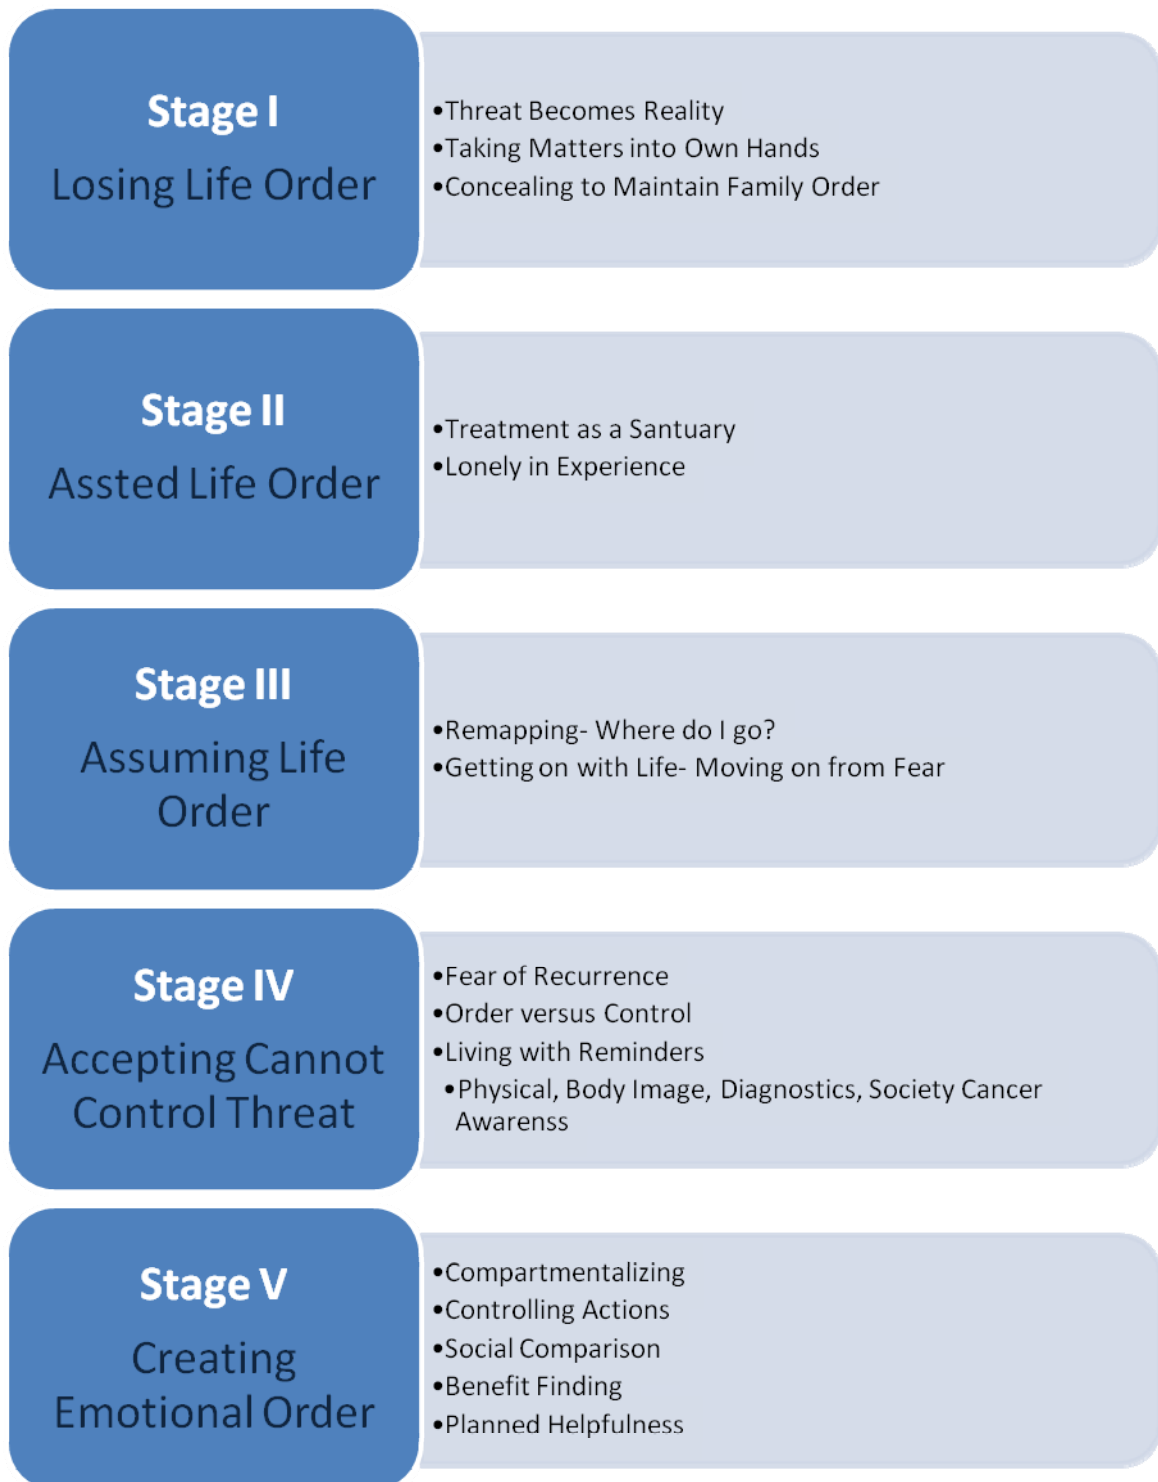 Stage I
Losing Life Order
•Threat Becomes Reality
•Taking Matters into Own Hands
•Concealing to Maintain Family Order
Stage II
Assted Life Order
•Treatment as a Santuary
•Lonely in Experience
Stage III
Assuming Life
Order
•Remapping- Where do I go?
•Getting on with Life- Moving on from Fear
Stage IV
Accepting Cannot
Control Threat
•Fear of Recurrence
•Order versus Control
•Living with Reminders
•Physical, Body Image, Diagnostics, Society Cancer
Awarenss
Stage V
Creating
Emotional Order
•Compartmentalizing
•Controlling Actions
•Social Comparison
•Benefit Finding
•Planned Helpfulness